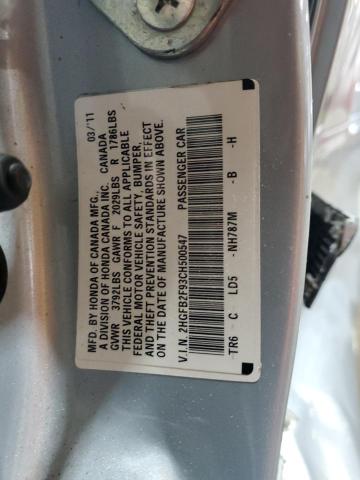 MFD. BY HONDA OF CANADA MFG., 03/'11
A DIVISION OF HONDA CANADA INC. CANADA
GVWR 3792LBS GAWR F 2029LBS R 1786LBS
THIS VEHICLE CONFORMS TO ALL APPLICABLE
FEDERAL MOTOR VEHICLE SAFETY, BUMPER,
AND THEFT PREVENTION STANDARDS IN EFFECT
ON THE DATE OF MANUFACTURE SHOWN ABOVE.
V.I.N. 2HGFB2F93CH500547 PASSENGER CAR
TR6 - C LD5 - NH787M - B - H